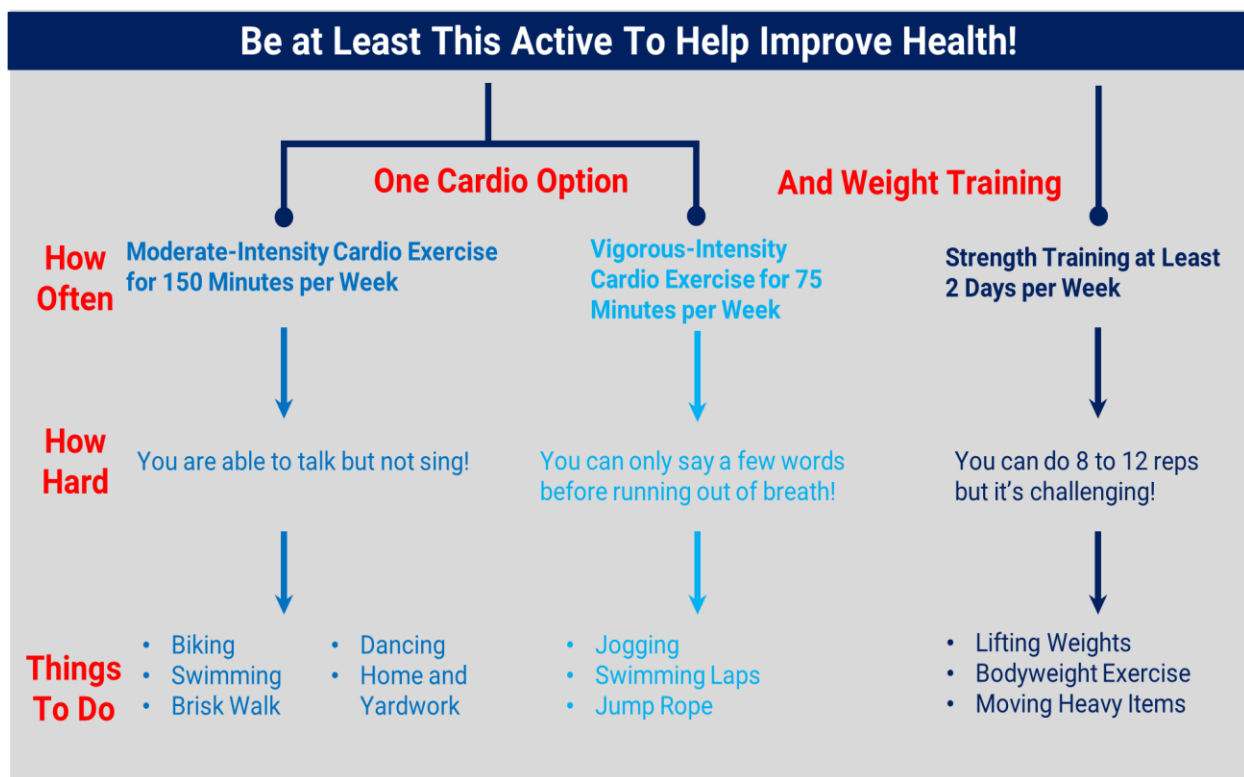 Be at Least This Active To Help Improve Health!
One Cardio Option
And Weight Training
How
Often
Moderate-Intensity Cardio Exercise
for 150 Minutes per Week
Vigorous-Intensity
Cardio Exercise for 75
Minutes per Week
Strength Training at Least
2 Days per Week
How
Hard
You are able to talk but not sing!
You can only say a few words
before running out of breath!
You can do 8 to 12 reps
but it’s challenging!
Things
To Do
• Biking
• Swimming
• Brisk Walk
• Dancing
• Home and
Yardwork
• Jogging
• Swimming Laps
• Jump Rope
• Lifting Weights
• Bodyweight Exercise
• Moving Heavy Items